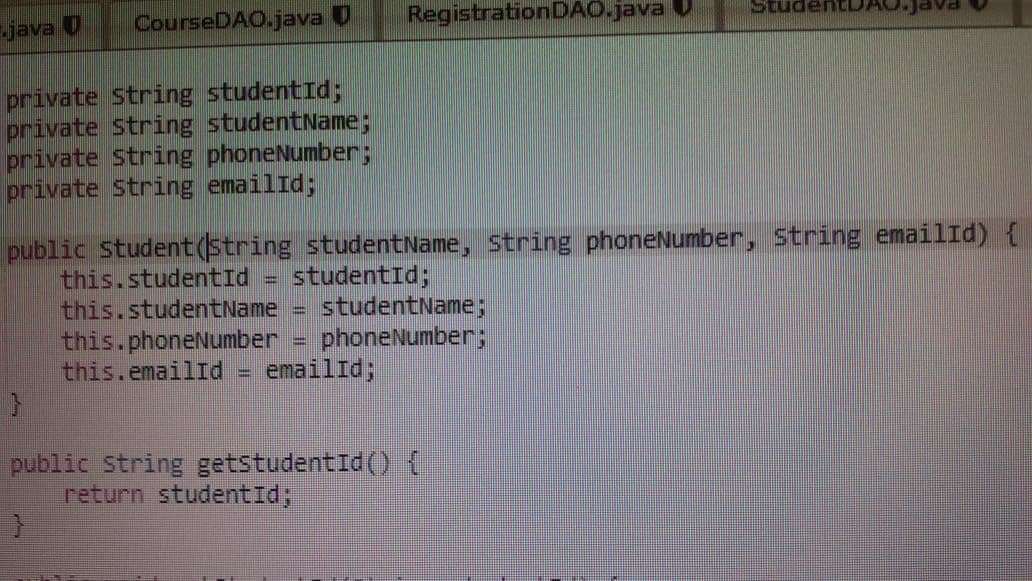 .java CourseDAO.java RegistrationDAO.java StudentDAO.java
private String studentId;
private String studentName;
private String phoneNumber;
private String emailId;
public Student(String studentName, String phoneNumber, String emailId) {
this.studentId = studentId;
this.studentName = studentName;
this.phoneNumber = phoneNumber;
this.emailId = emailId;
}
public String getStudentId() {
return studentId;
}